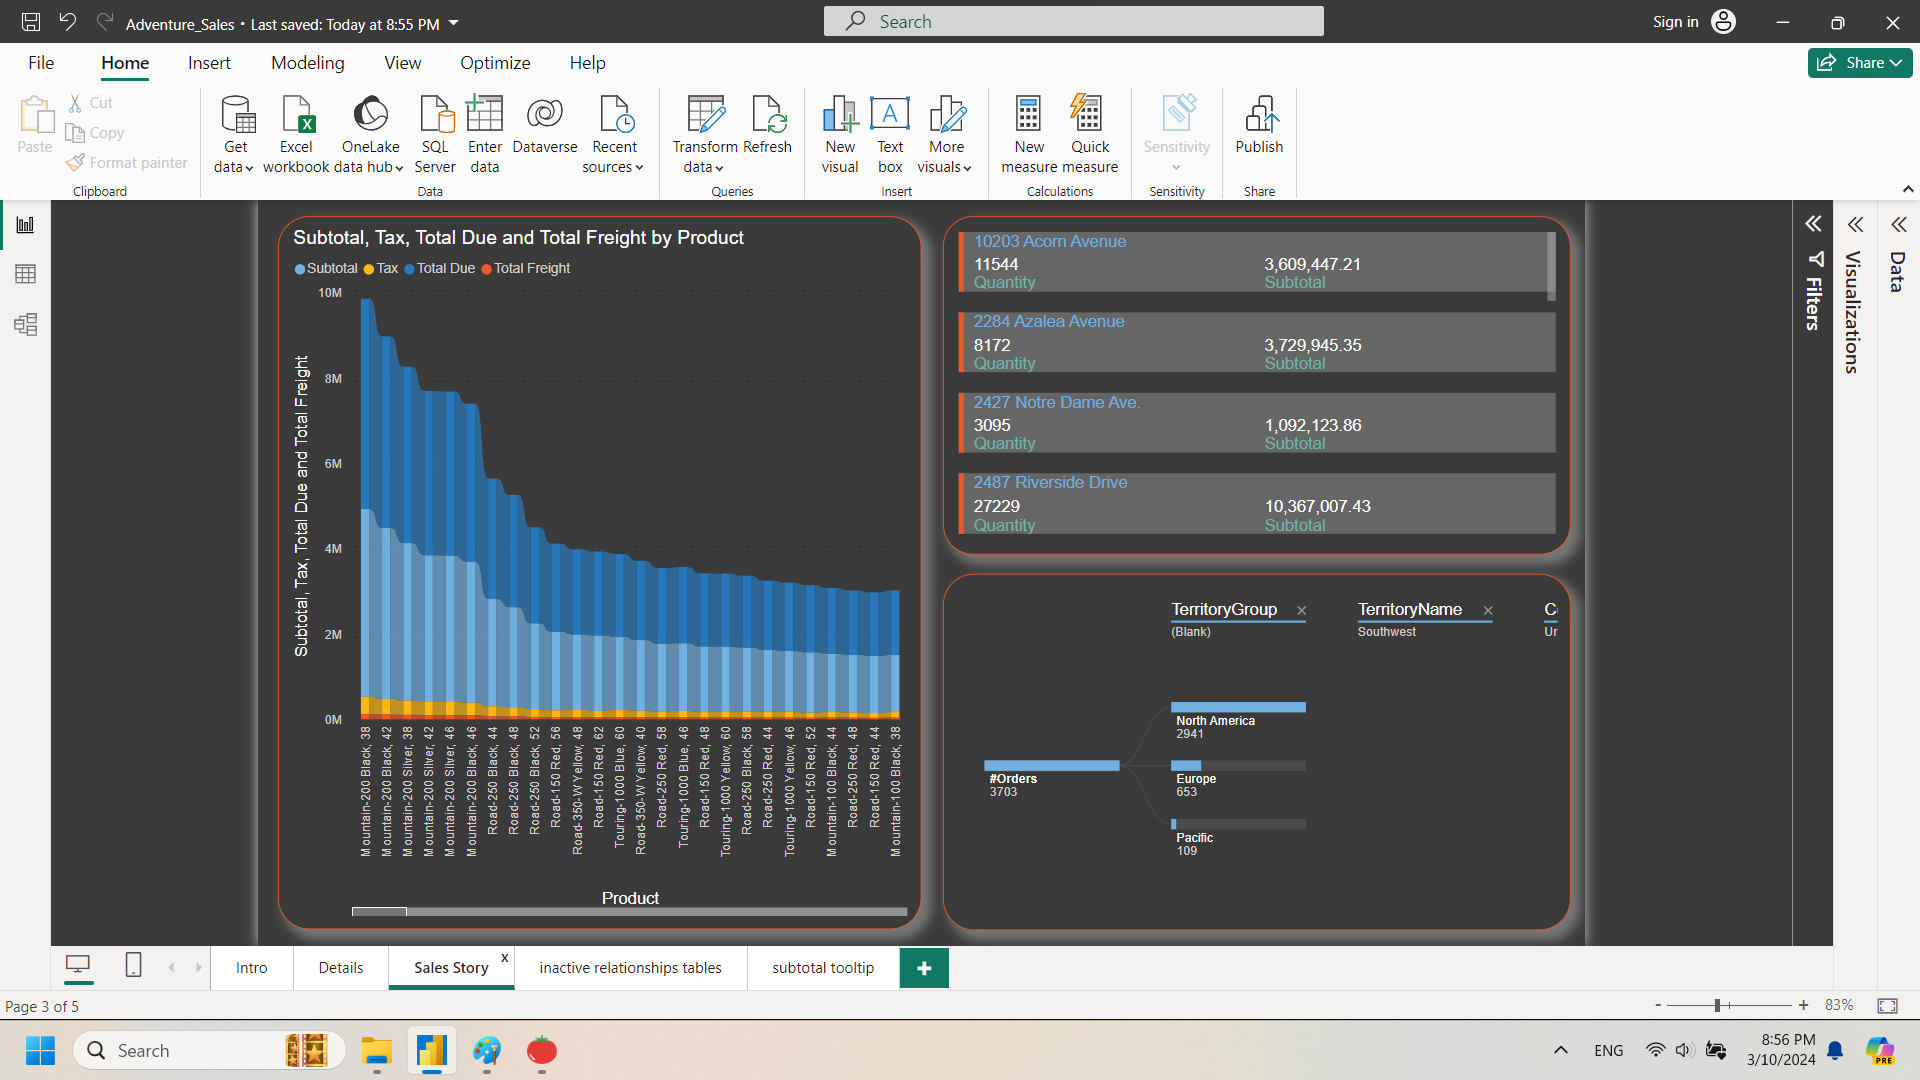 Adventure_Sales • Last saved: Today at 8:55 PM
Search
Sign in
File
Home
Insert
Modeling
View
Optimize
Help
Share
Paste
Cut
Copy
Format painter
Clipboard
Get data
Excel workbook
OneLake data hub
SQL Server
Enter data
Dataverse
Recent sources
Data
Transform data
Refresh
Queries
New visual
Text box
More visuals
Insert
New measure
Quick measure
Calculations
Sensitivity
Sensitivity
Publish
Share
Subtotal, Tax, Total Due and Total Freight by Product
Subtotal Tax Total Due Total Freight
Subtotal, Tax, Total Due and Total Freight
10M
8M
6M
4M
2M
0M
Mountain-200 Black, 38
Mountain-200 Black, 42
Mountain-200 Silver, 38
Mountain-200 Silver, 42
Mountain-200 Silver, 46
Mountain-200 Black, 46
Road-250 Black, 44
Road-250 Black, 48
Road-250 Black, 52
Road-150 Red, 56
Road-350-W Yellow, 48
Road-150 Red, 62
Touring-1000 Blue, 60
Road-350-W Yellow, 40
Road-250 Red, 58
Touring-1000 Blue, 46
Road-150 Red, 48
Touring-1000 Yellow, 60
Road-250 Black, 58
Road-250 Red, 44
Touring-1000 Yellow, 46
Road-150 Red, 52
Mountain-100 Black, 44
Road-250 Red, 48
Road-150 Red, 44
Mountain-100 Black, 38
Product
10203 Acorn Avenue
11544 3,609,447.21
Quantity Subtotal
2284 Azalea Avenue
8172 3,729,945.35
Quantity Subtotal
2427 Notre Dame Ave.
3095 1,092,123.86
Quantity Subtotal
2487 Riverside Drive
27229 10,367,007.43
Quantity Subtotal
TerritoryGroup × TerritoryName × C
(Blank) Southwest Ur
North America
2941
#Orders
3703
Europe
653
Pacific
109
Filters
Visualizations
Data
Intro
Details
Sales Story
x
inactive relationships tables
subtotal tooltip
+
Page 3 of 5
- + 83%
Search
ENG
8:56 PM
3/10/2024
PRE